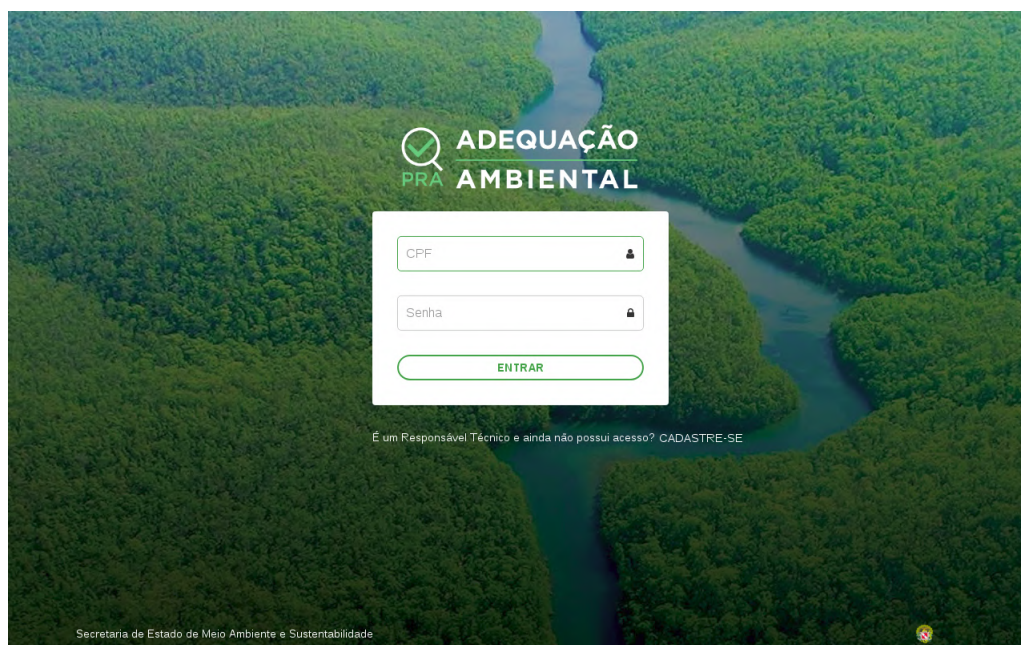 ADEQUAÇÃO
PRA AMBIENTAL
CPF
Senha
ENTRAR
É um Responsável Técnico e ainda não possui acesso? CADASTRE-SE
Secretaria de Estado de Meio Ambiente e Sustentabilidade